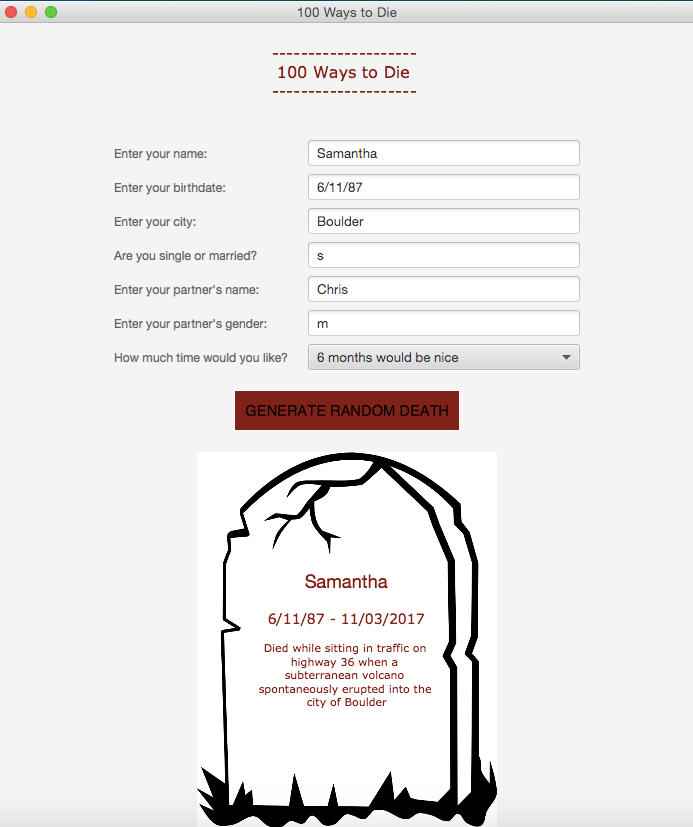 100 Ways to Die
100 Ways to Die
Enter your name: Samantha
Enter your birthdate: 6/11/87
Enter your city: Boulder
Are you single or married? s
Enter your partner's name: Chris
Enter your partner's gender: m
How much time would you like? 6 months would be nice
GENERATE RANDOM DEATH
Samantha
6/11/87 - 11/03/2017
Died while sitting in traffic on
highway 36 when a
subterranean volcano
spontaneously erupted into the
city of Boulder